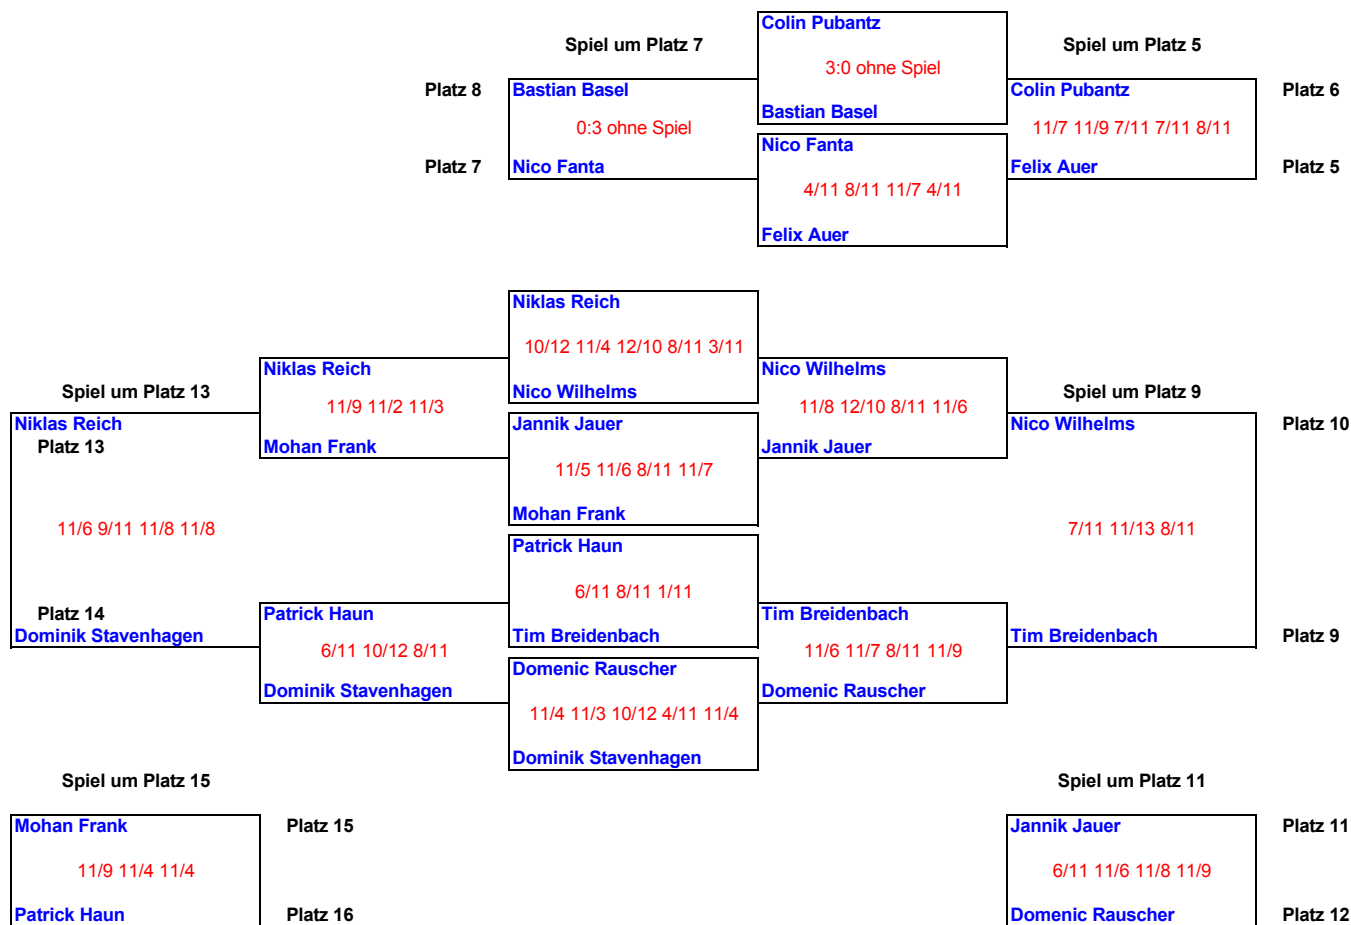 Colin Pubantz
Spiel um Platz 7
Spiel um Platz 5
3:0 ohne Spiel
Platz 8
Bastian Basel
Colin Pubantz
Platz 6
Bastian Basel
0:3 ohne Spiel
11/7 11/9 7/11 7/11 8/11
Nico Fanta
Platz 7
Nico Fanta
Felix Auer
Platz 5
4/11 8/11 11/7 4/11
Felix Auer
Niklas Reich
10/12 11/4 12/10 8/11 3/11
Niklas Reich
Nico Wilhelms
Spiel um Platz 13
Nico Wilhelms
Spiel um Platz 9
11/9 11/2 11/3
11/8 12/10 8/11 11/6
Niklas Reich
Jannik Jauer
Nico Wilhelms
Platz 10
Platz 13
Mohan Frank
Jannik Jauer
11/5 11/6 8/11 11/7
Mohan Frank
11/6 9/11 11/8 11/8
7/11 11/13 8/11
Patrick Haun
6/11 8/11 1/11
Platz 14
Patrick Haun
Tim Breidenbach
Dominik Stavenhagen
Tim Breidenbach
Tim Breidenbach
Platz 9
6/11 10/12 8/11
11/6 11/7 8/11 11/9
Domenic Rauscher
Dominik Stavenhagen
Domenic Rauscher
11/4 11/3 10/12 4/11 11/4
Dominik Stavenhagen
Spiel um Platz 15
Spiel um Platz 11
Mohan Frank
Platz 15
Jannik Jauer
Platz 11
11/9 11/4 11/4
6/11 11/6 11/8 11/9
Patrick Haun
Platz 16
Domenic Rauscher
Platz 12